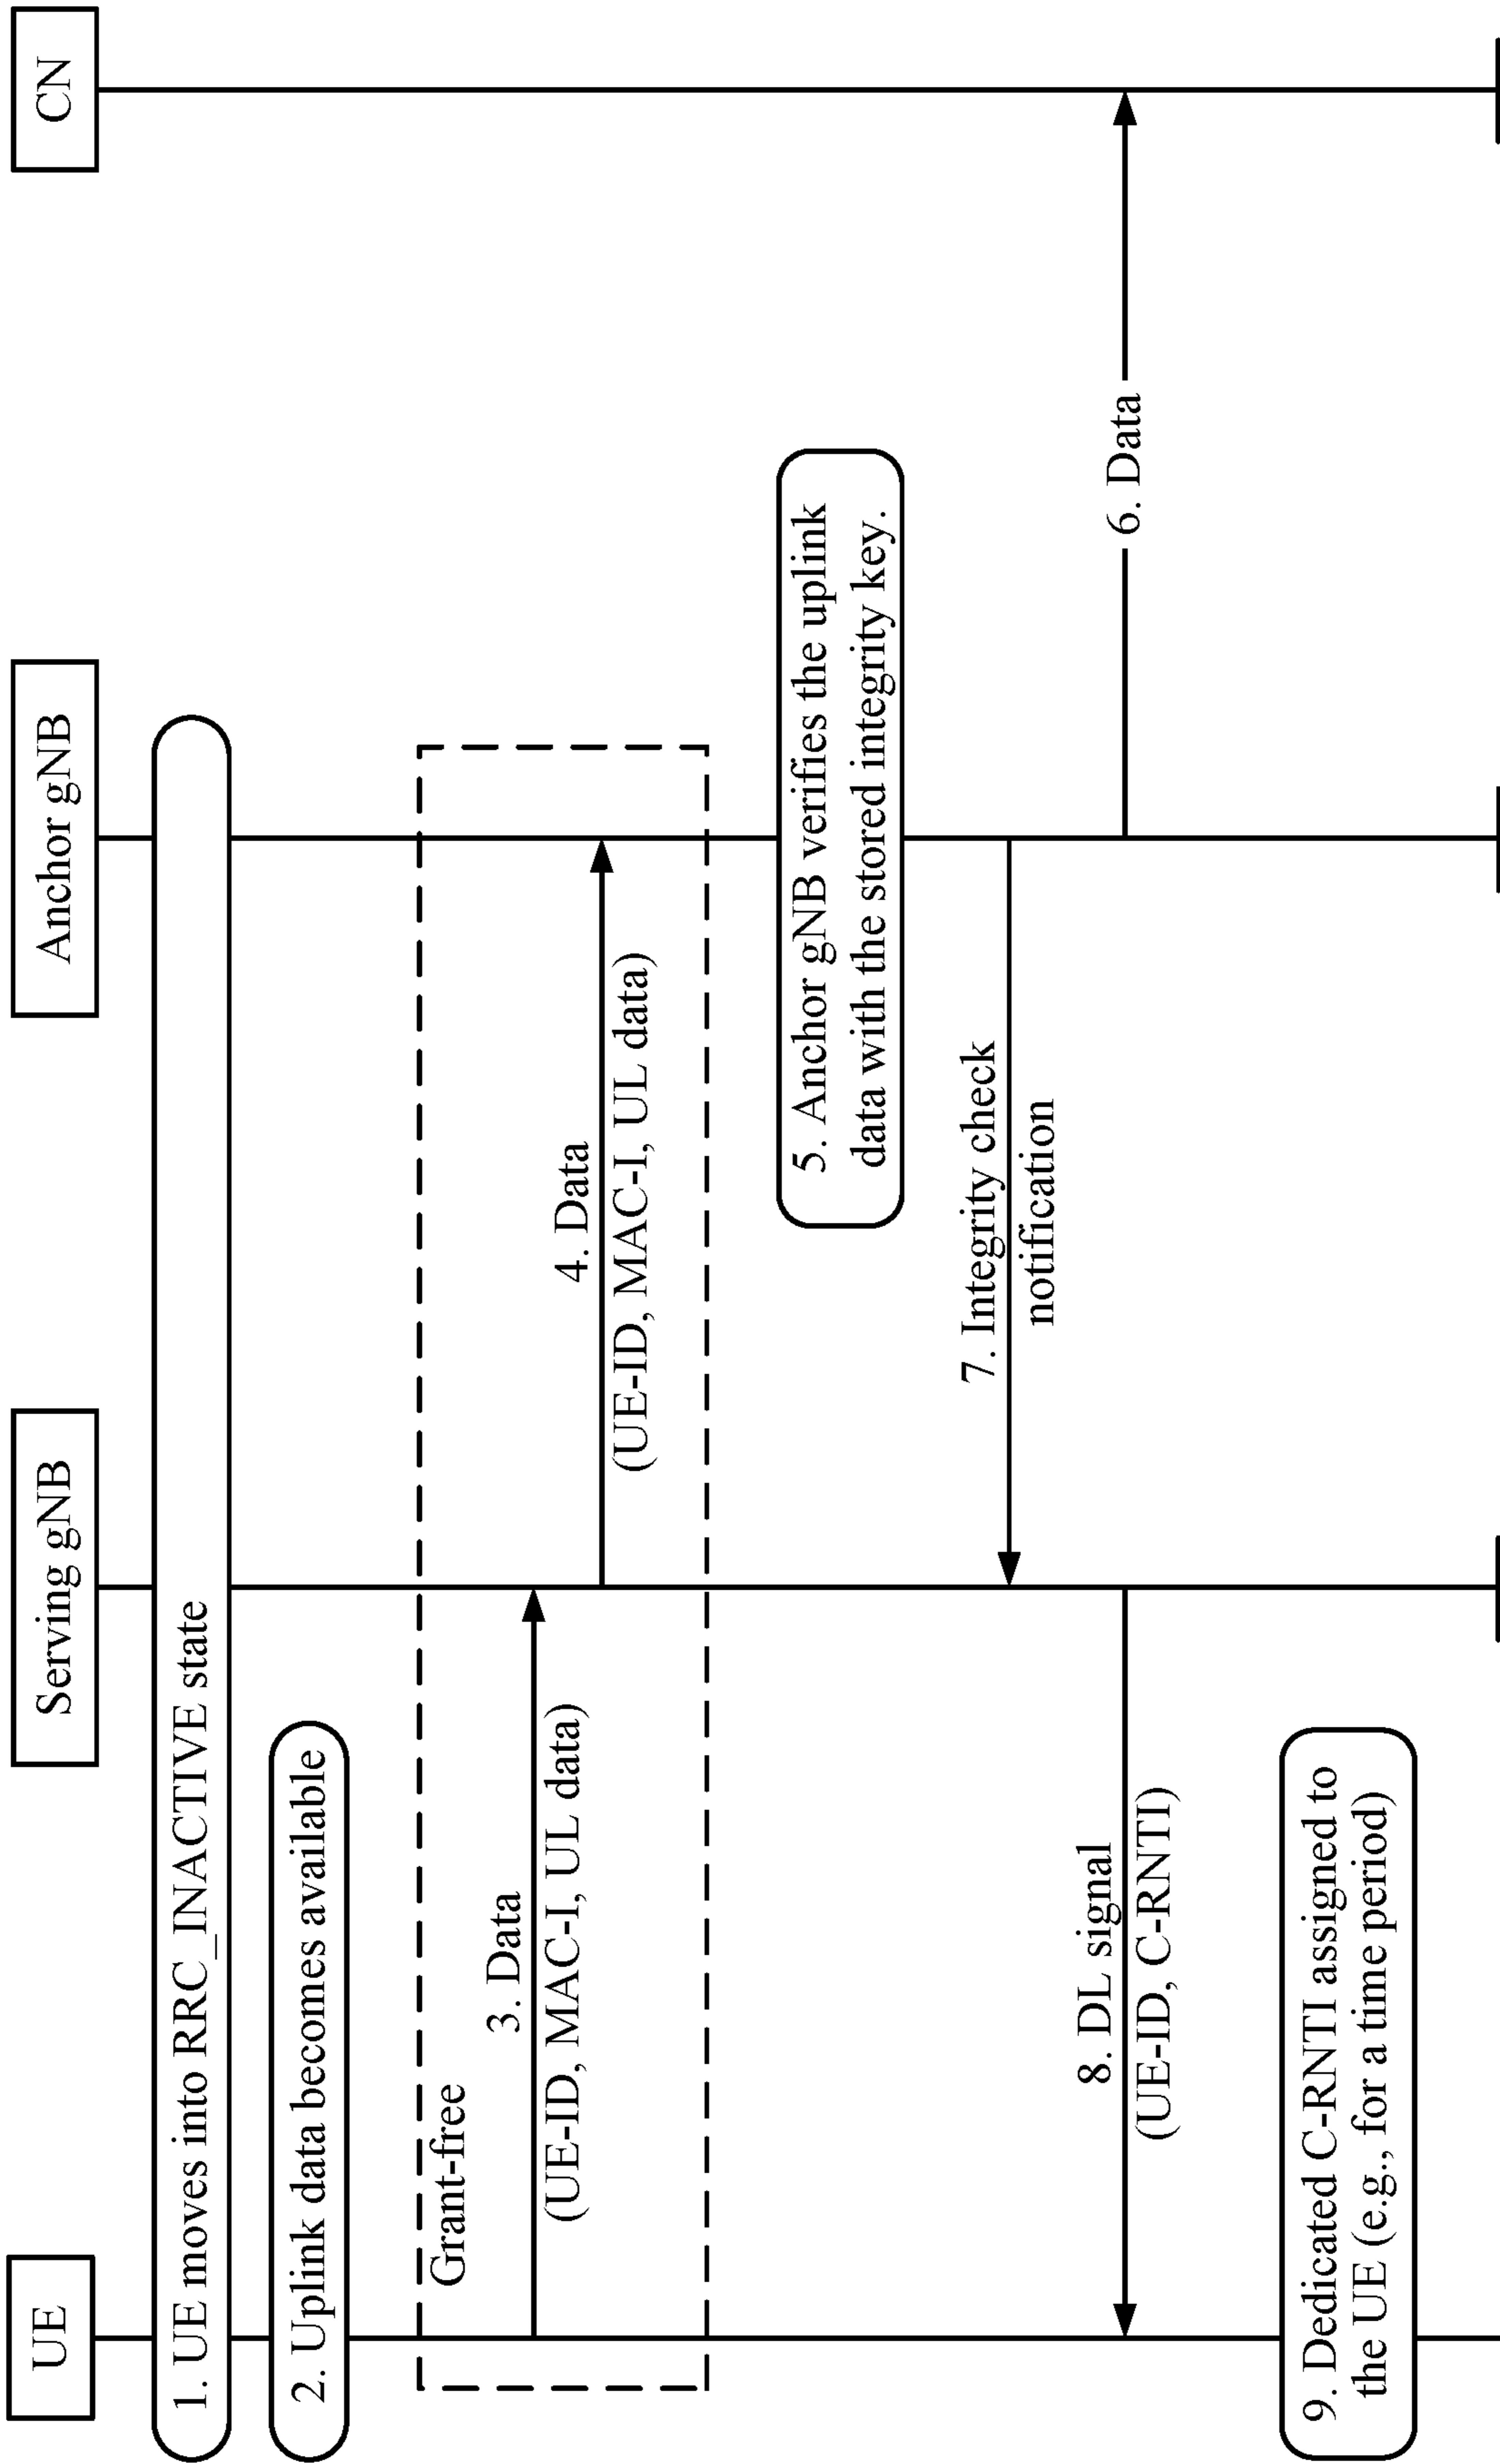 UE
Serving gNB
Anchor gNB
CN
1. UE moves into RRC_INACTIVE state
2. Uplink data becomes available
Grant-free
3. Data
(UE-ID, MAC-I, UL data)
4. Data
(UE-ID, MAC-I, UL data)
5. Anchor gNB verifies the uplink
data with the stored integrity key.
7. Integrity check
notification
6. Data
8. DL signal
(UE-ID, C-RNTI)
9. Dedicated C-RNTI assigned to
the UE (e.g., for a time period)